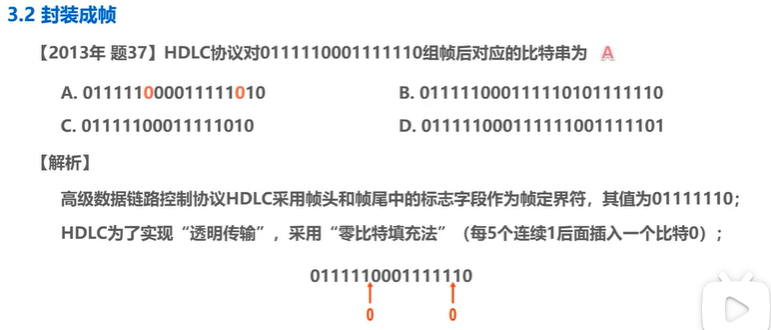 3.2 封装成帧
【2013年 题37】HDLC协议对0111110001111110组帧后对应的比特串为 A
A. 011111000011111010 B. 011111000111110101111110
C. 01111100011111010 D. 011111000111111001111101
【解析】
高级数据链路控制协议HDLC采用帧头和帧尾中的标志字段作为帧定界符，其值为01111110；
HDLC为了实现“透明传输”，采用“零比特填充法”（每5个连续1后面插入一个比特0）；
0111110001111110
0 0